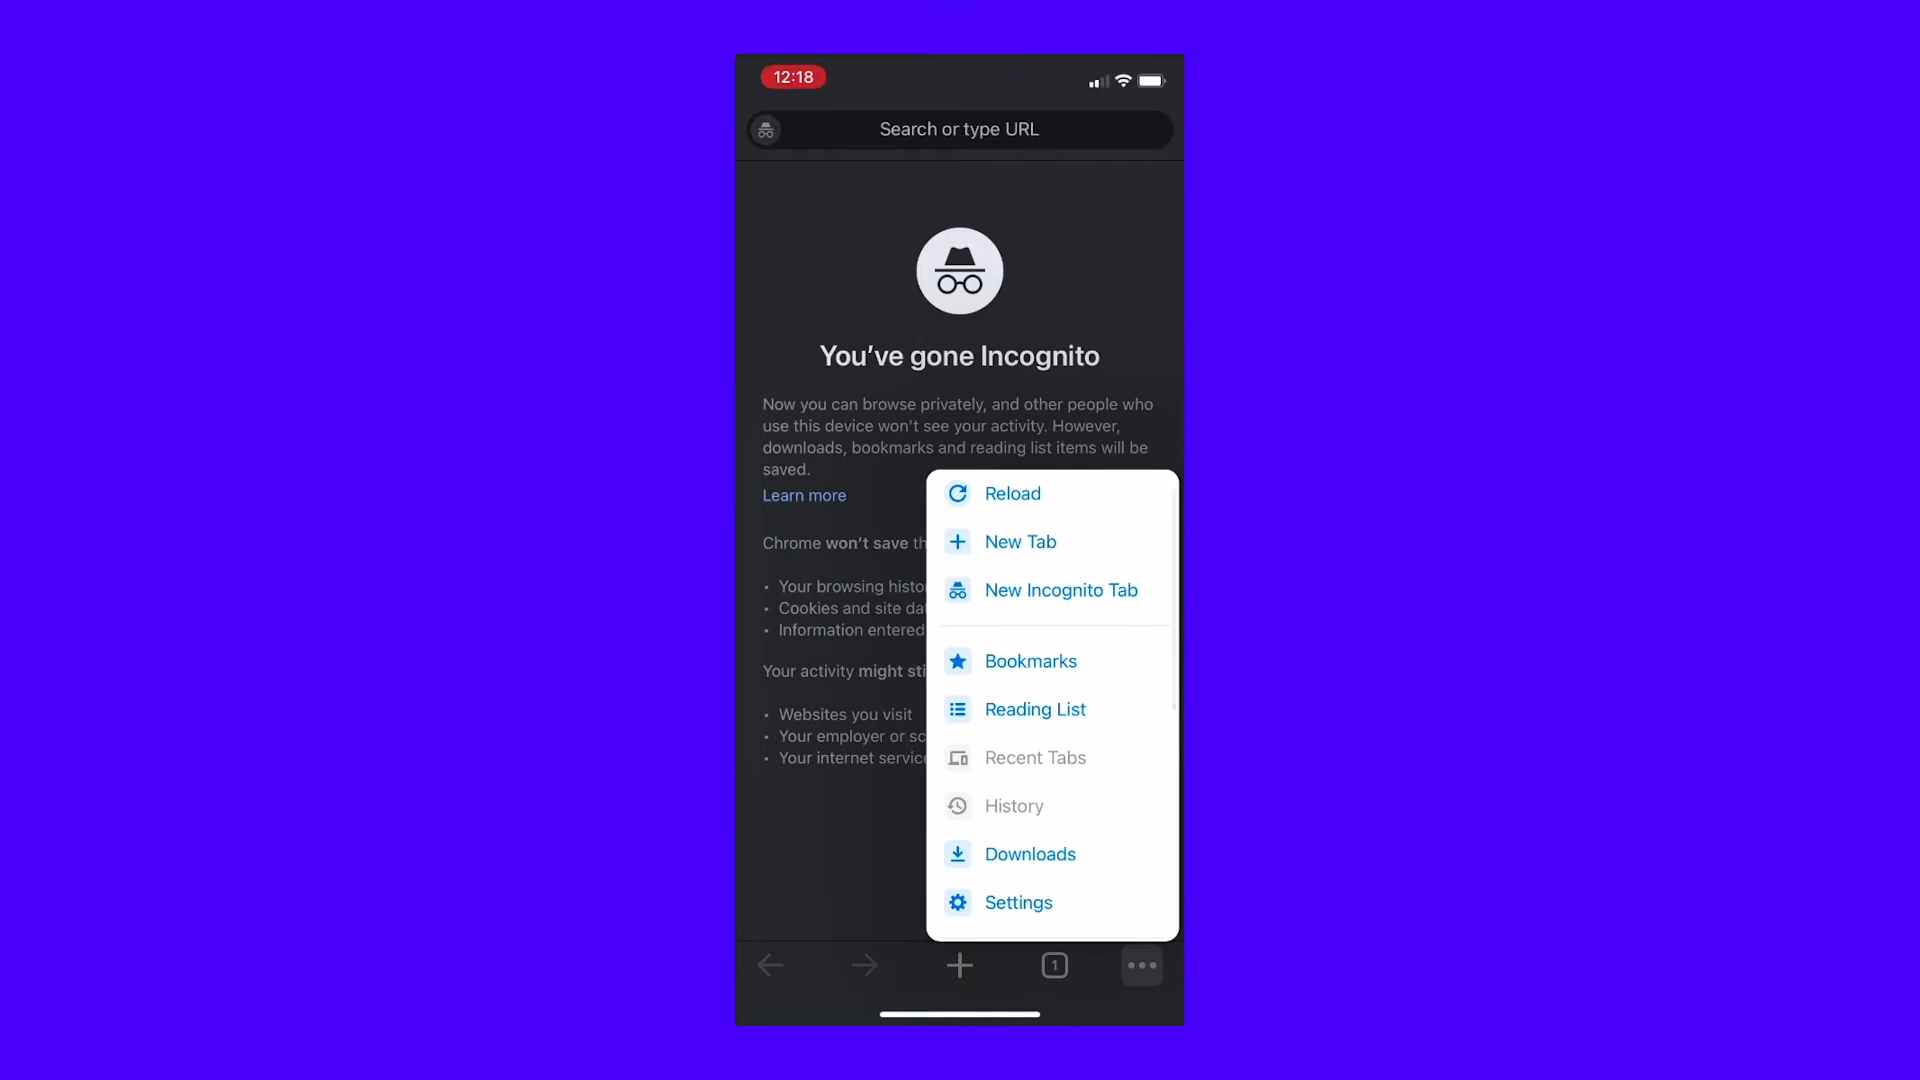 12:18
Search or type URL
You’ve gone Incognito
Now you can browse privately, and other people who
use this device won’t see your activity. However,
downloads, bookmarks and reading list items will be
saved.
Learn more
Chrome won’t save
• Your browsing
• Cookies and site
• Information entered
Your activity might
• Websites you visit
• Your employer or
• Your internet
Reload
New Tab
New Incognito Tab
Bookmarks
Reading List
Recent Tabs
History
Downloads
Settings
1